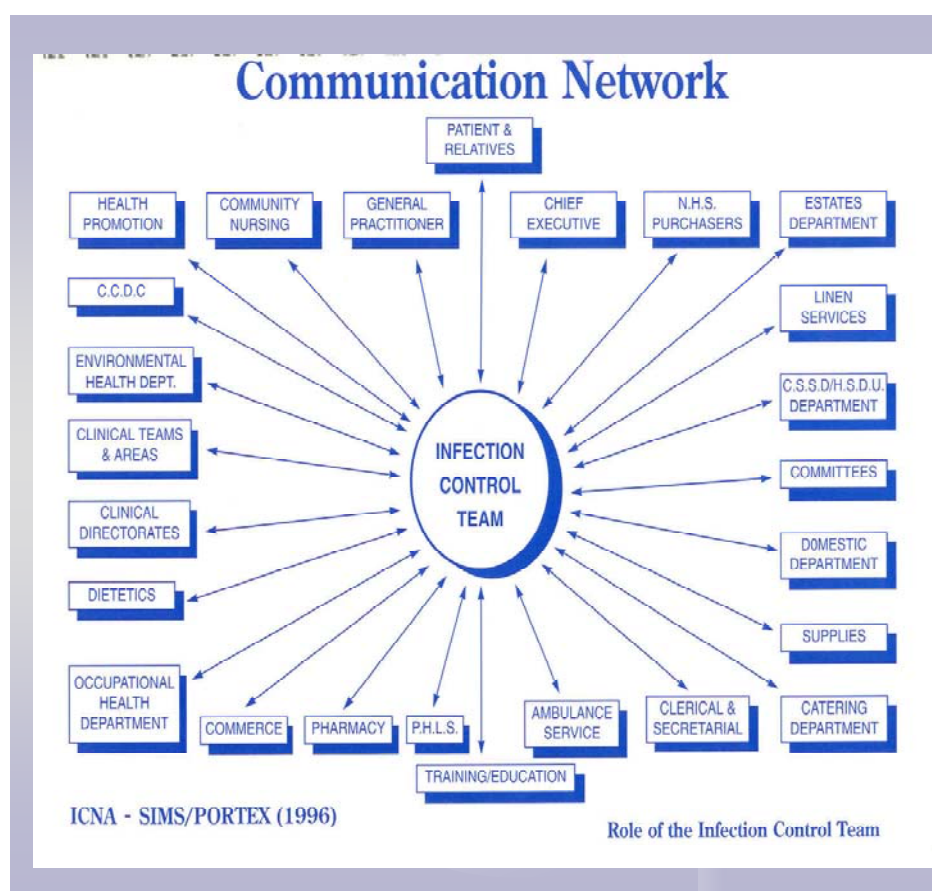 Communication Network
PATIENT &
RELATIVES
HEALTH
PROMOTION
COMMUNITY
NURSING
GENERAL
PRACTITIONER
CHIEF
EXECUTIVE
N.H.S.
PURCHASERS
ESTATES
DEPARTMENT
C.C.D.C
LINEN
SERVICES
ENVIRONMENTAL
HEALTH DEPT.
C.S.S.D/H.S.D.U.
DEPARTMENT
CLINICAL TEAMS
& AREAS
INFECTION
CONTROL
TEAM
COMMITTEES
CLINICAL
DIRECTORATES
DOMESTIC
DEPARTMENT
DIETETICS
SUPPLIES
OCCUPATIONAL
HEALTH
DEPARTMENT
COMMERCE
PHARMACY
P.H.L.S.
AMBULANCE
SERVICE
CLERICAL &
SECRETARIAL
CATERING
DEPARTMENT
TRAINING/EDUCATION
ICNA - SIMS/PORTEX (1996)
Role of the Infection Control Team